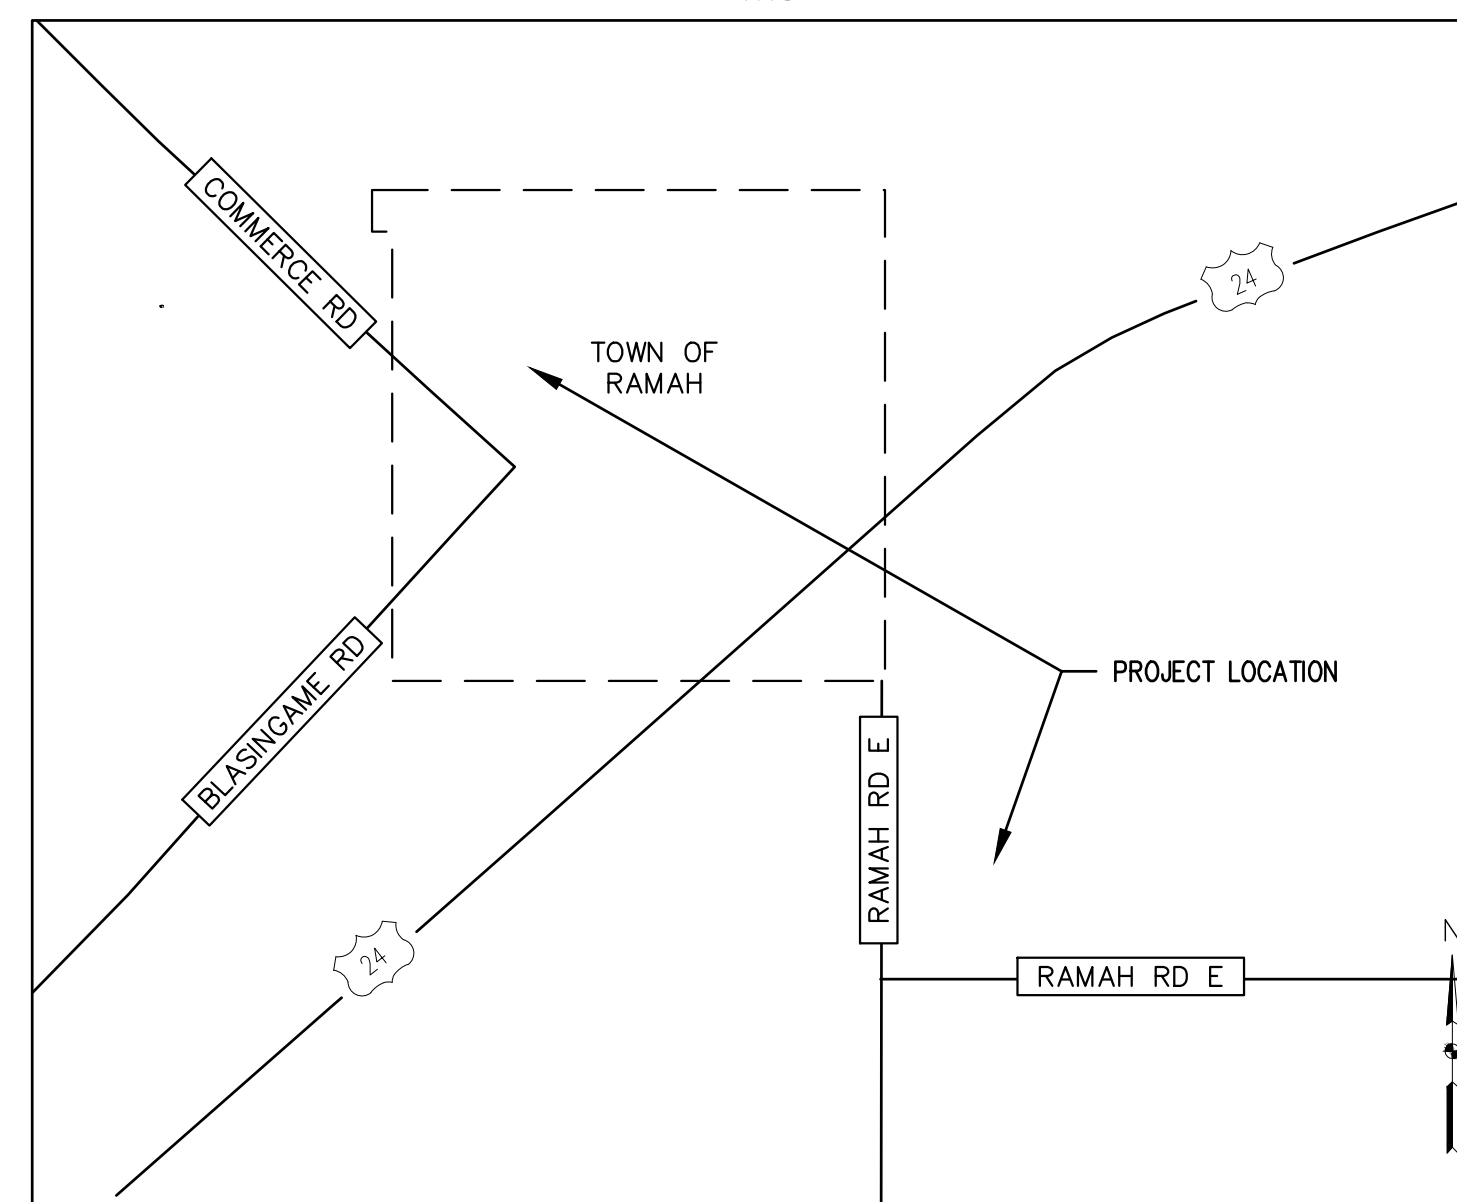 COMMERCE RD
24
TOWN OF
RAMAH
PROJECT LOCATION
BLASINGAME RD
RAMAH RD E
24
RAMAH RD E
N